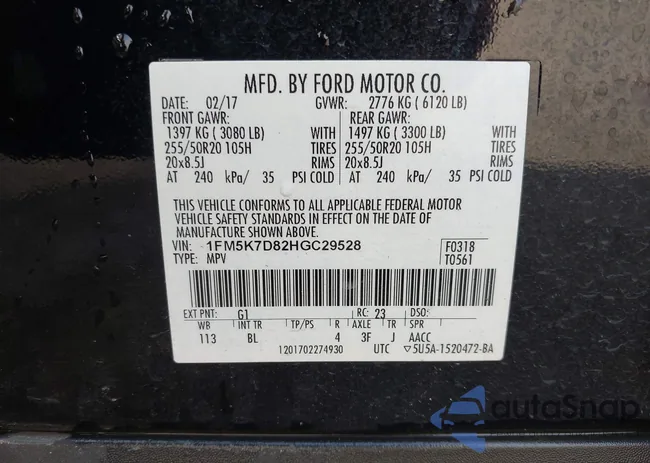 MFD. BY FORD MOTOR CO.
DATE: 02/17 GVWR: 2776 KG ( 6120 LB)
FRONT GAWR: REAR GAWR:
1397 KG ( 3080 LB) WITH 1497 KG ( 3300 LB) WITH
255/50R20 105H TIRES 255/50R20 105H TIRES
20x8.5J RIMS 20x8.5J RIMS
AT 240 kPa/ 35 PSI COLD AT 240 kPa/ 35 PSI COLD
THIS VEHICLE CONFORMS TO ALL APPLICABLE FEDERAL MOTOR
VEHICLE SAFETY STANDARDS IN EFFECT ON THE DATE OF
MANUFACTURE SHOWN ABOVE.
VIN: 1FM5K7D82HGC29528 F0318
TYPE: MPV T0561
EXT PNT: G1 RC: 23 DSO:
WB INT TR TP/PS R AXLE TR SPR
113 BL 4 3F J AACC
1201702274930 UTC ▽5U5A-1520472-BA
autoSnap